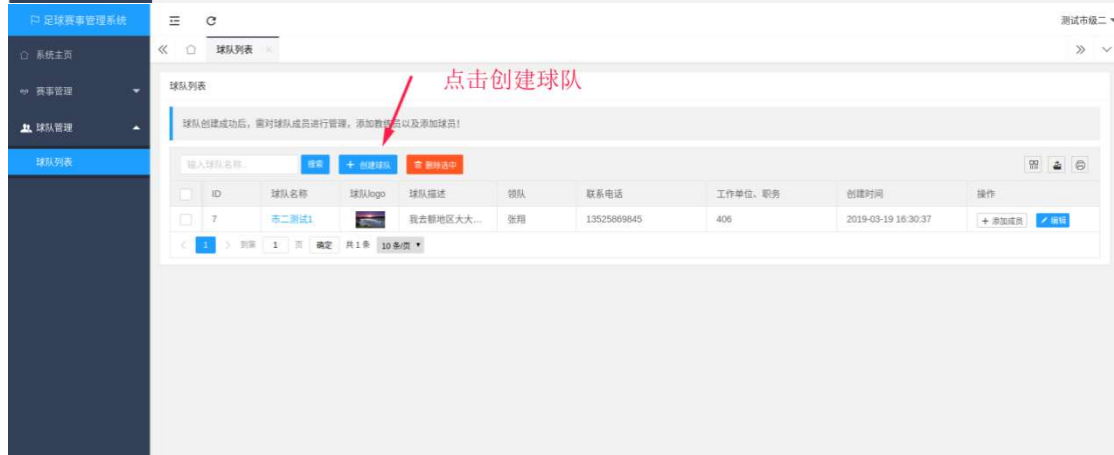 足球赛事管理系统
测试市级二
系统主页
球队列表
赛事管理
球队列表
点击创建球队
球队管理
球队创建成功后，需对球队成员进行管理，添加教练员以及添加球员！
球队列表
输入球队名称..
搜索
+ 创建球队
删除选中
ID 球队名称 球队logo 球队描述 领队 联系电话 工作单位、职务 创建时间 操作
7 市二测试1 我去额地区大大... 张翔 13525869845 406 2019-03-19 16:30:37 + 添加成员 编辑
1 到第 1 页 确定 共 1 条 10 条/页